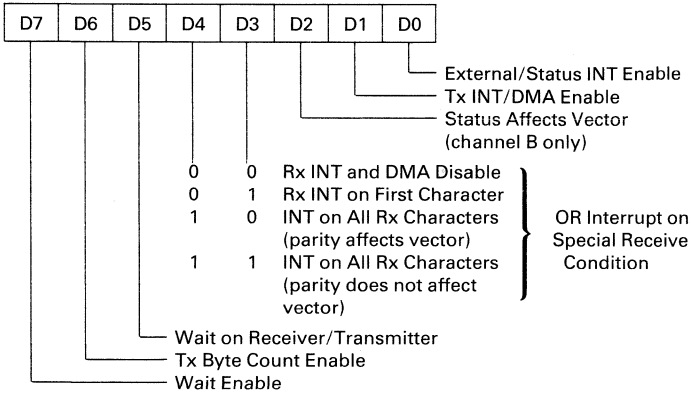 D7 D6 D5 D4 D3 D2 D1 D0
External/Status INT Enable
Tx INT/DMA Enable
Status Affects Vector
(channel B only)
0 0 Rx INT and DMA Disable
0 1 Rx INT on First Character
1 0 INT on All Rx Characters
(parity affects vector)
1 1 INT on All Rx Characters
(parity does not affect
vector)
OR Interrupt on
Special Receive
Condition
Wait on Receiver/Transmitter
Tx Byte Count Enable
Wait Enable